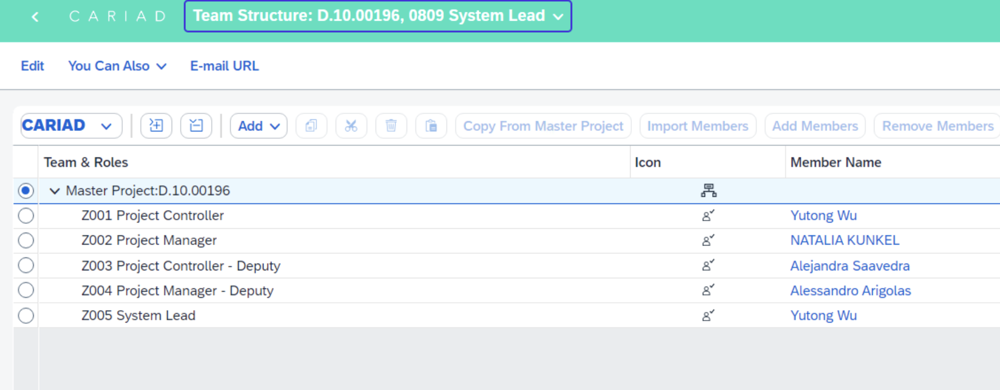 CARIAD Team Structure: D.10.00196, 0809 System Lead
Edit You Can Also E-mail URL
CARIAD Add Copy From Master Project Import Members Add Members Remove Members
Team & Roles Icon Member Name
Master Project:D.10.00196
Z001 Project Controller Yutong Wu
Z002 Project Manager NATALIA KUNKEL
Z003 Project Controller - Deputy Alejandra Saavedra
Z004 Project Manager - Deputy Alessandro Arigolas
Z005 System Lead Yutong Wu